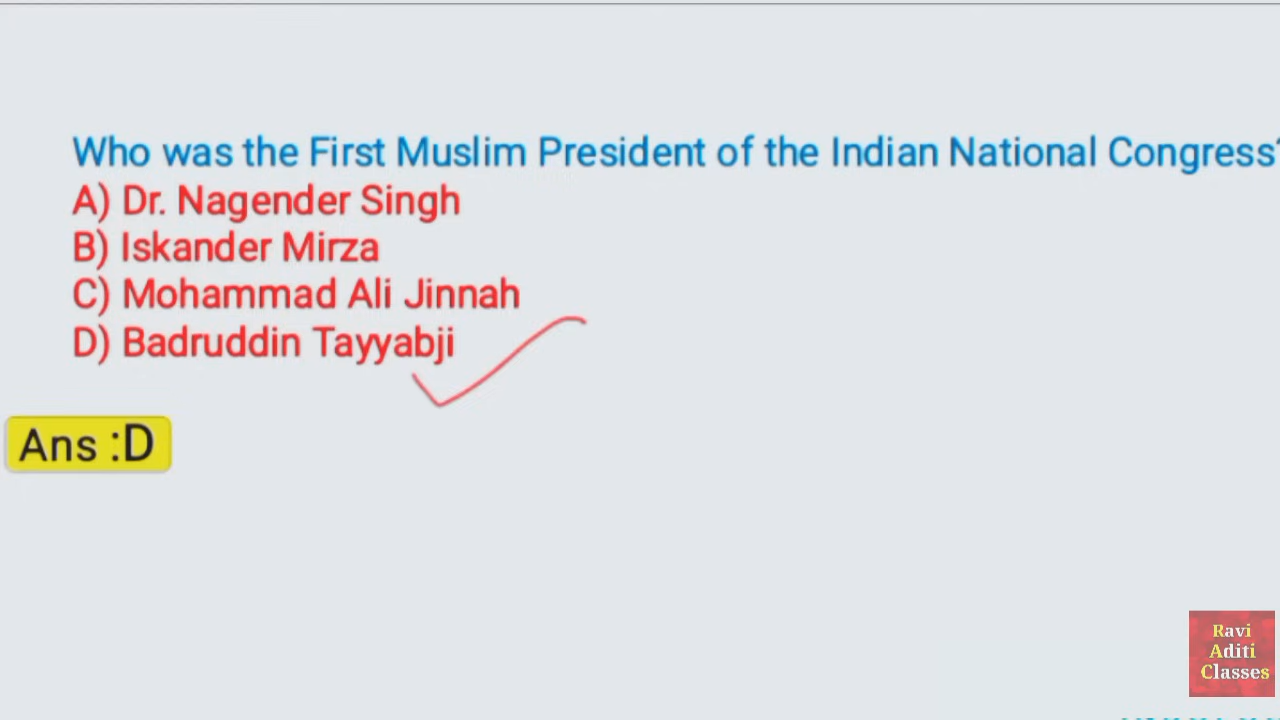 Who was the First Muslim President of the Indian National Congress?
A) Dr. Nagender Singh
B) Iskander Mirza
C) Mohammad Ali Jinnah
D) Badruddin Tayyabji
Ans :D
Ravi
Aditi
Classes